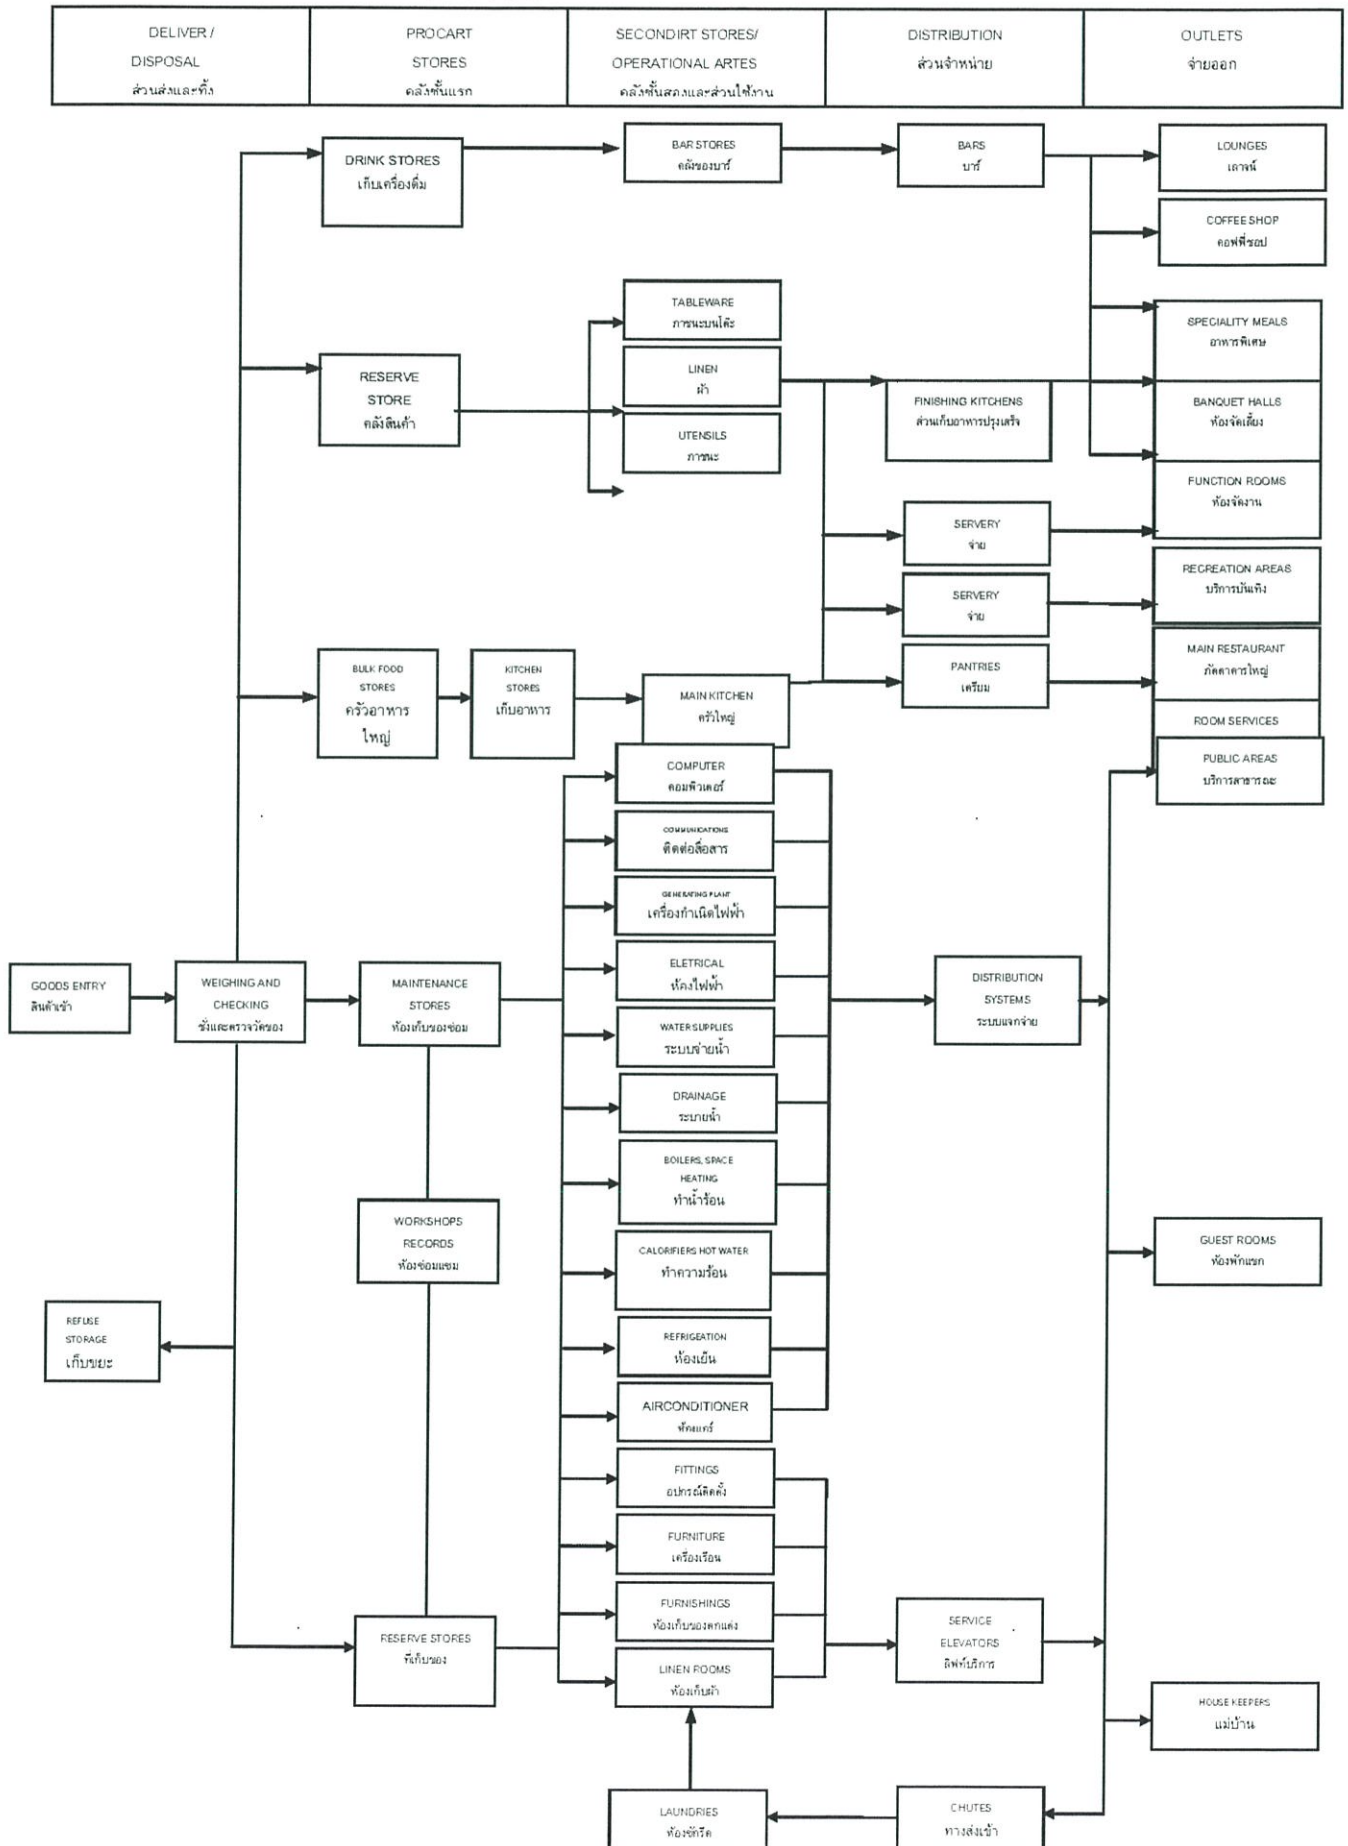 DELIVER /
DISPOSAL
ส่วนส่งและทิ้ง
PROCART
STORES
คลังชั้นแรก
SECONDIRT STORES/
OPERATIONAL ARTES
คลังชั้นสองและส่วนใช้งาน
DISTRIBUTION
ส่วนจำหน่าย
OUTLETS
จ่ายออก
DRINK STORES
เก็บเครื่องดื่ม
BAR STORES
คลังของบาร์
BARS
บาร์
LOUNGES
เลาจน์
COFFEE SHOP
คอฟฟี่ชอป
TABLEWARE
ภาชนะบนโต๊ะ
SPECIALITY MEALS
อาหารพิเศษ
RESERVE
STORE
คลังสินค้า
LINEN
ผ้า
FINISHING KITCHENS
ส่วนเก็บอาหารปรุงเสร็จ
BANQUET HALLS
ห้องจัดเลี้ยง
UTENSILS
ภาชนะ
FUNCTION ROOMS
ห้องจัดงาน
SERVERY
จ่าย
RECREATION AREAS
บริการบันเทิง
SERVERY
จ่าย
BULK FOOD
STORES
ครัวอาหาร
ใหญ่
KITCHEN
STORES
เก็บอาหาร
MAIN KITCHEN
ครัวใหญ่
PANTRIES
เตรียม
MAIN RESTAURANT
ภัตตาคารใหญ่
ROOM SERVICES
PUBLIC AREAS
บริการสาธารณะ
COMPUTER
คอมพิวเตอร์
COMMUNICATIONS
ติดต่อสื่อสาร
GENERATING PLANT
เครื่องกำเนิดไฟฟ้า
GOODS ENTRY
สินค้าเข้า
WEIGHING AND
CHECKING
ชั่งและตรวจวัดของ
MAINTENANCE
STORES
ห้องเก็บของซ่อม
ELETRICAL
ห้องไฟฟ้า
DISTRIBUTION
SYSTEMS
ระบบแจกจ่าย
WATER SUPPLIES
ระบบจ่ายน้ำ
DRAINAGE
ระบายน้ำ
BOILERS, SPACE
HEATING
ทำน้ำร้อน
WORKSHOPS
RECORDS
ห้องซ่อมแซม
CALORIFIERS HOT WATER
ทำความร้อน
GUEST ROOMS
ห้องพักแขก
REFUSE
STORAGE
เก็บขยะ
REFRIGEATION
ห้องเย็น
AIRCONDITIONER
ห้องแอร์
FITTINGS
อุปกรณ์ติดตั้ง
FURNITURE
เครื่องเรือน
FURNISHINGS
ห้องเก็บของตกแต่ง
RESERVE STORES
ที่เก็บของ
LINEN ROOMS
ห้องเก็บผ้า
SERVICE
ELEVATORS
ลิฟท์บริการ
HOUSE KEEPERS
แม่บ้าน
LAUNDRIES
ห้องซักรีด
CHUTES
ทางส่งเข้า